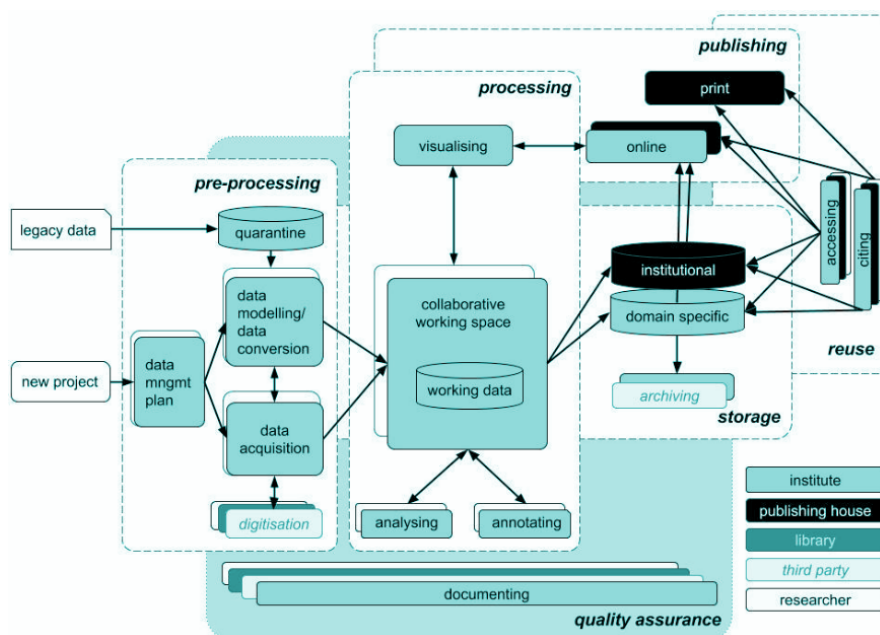 publishing
print
processing
visualising
online
pre-processing
legacy data
quarantine
accessing
citing
institutional
data
modelling/
data
conversion
collaborative
working space
domain specific
reuse
new project
data
mngmt
plan
working data
archiving
storage
data
acquisition
institute
publishing house
digitisation
analysing
annotating
library
third party
documenting
researcher
quality assurance